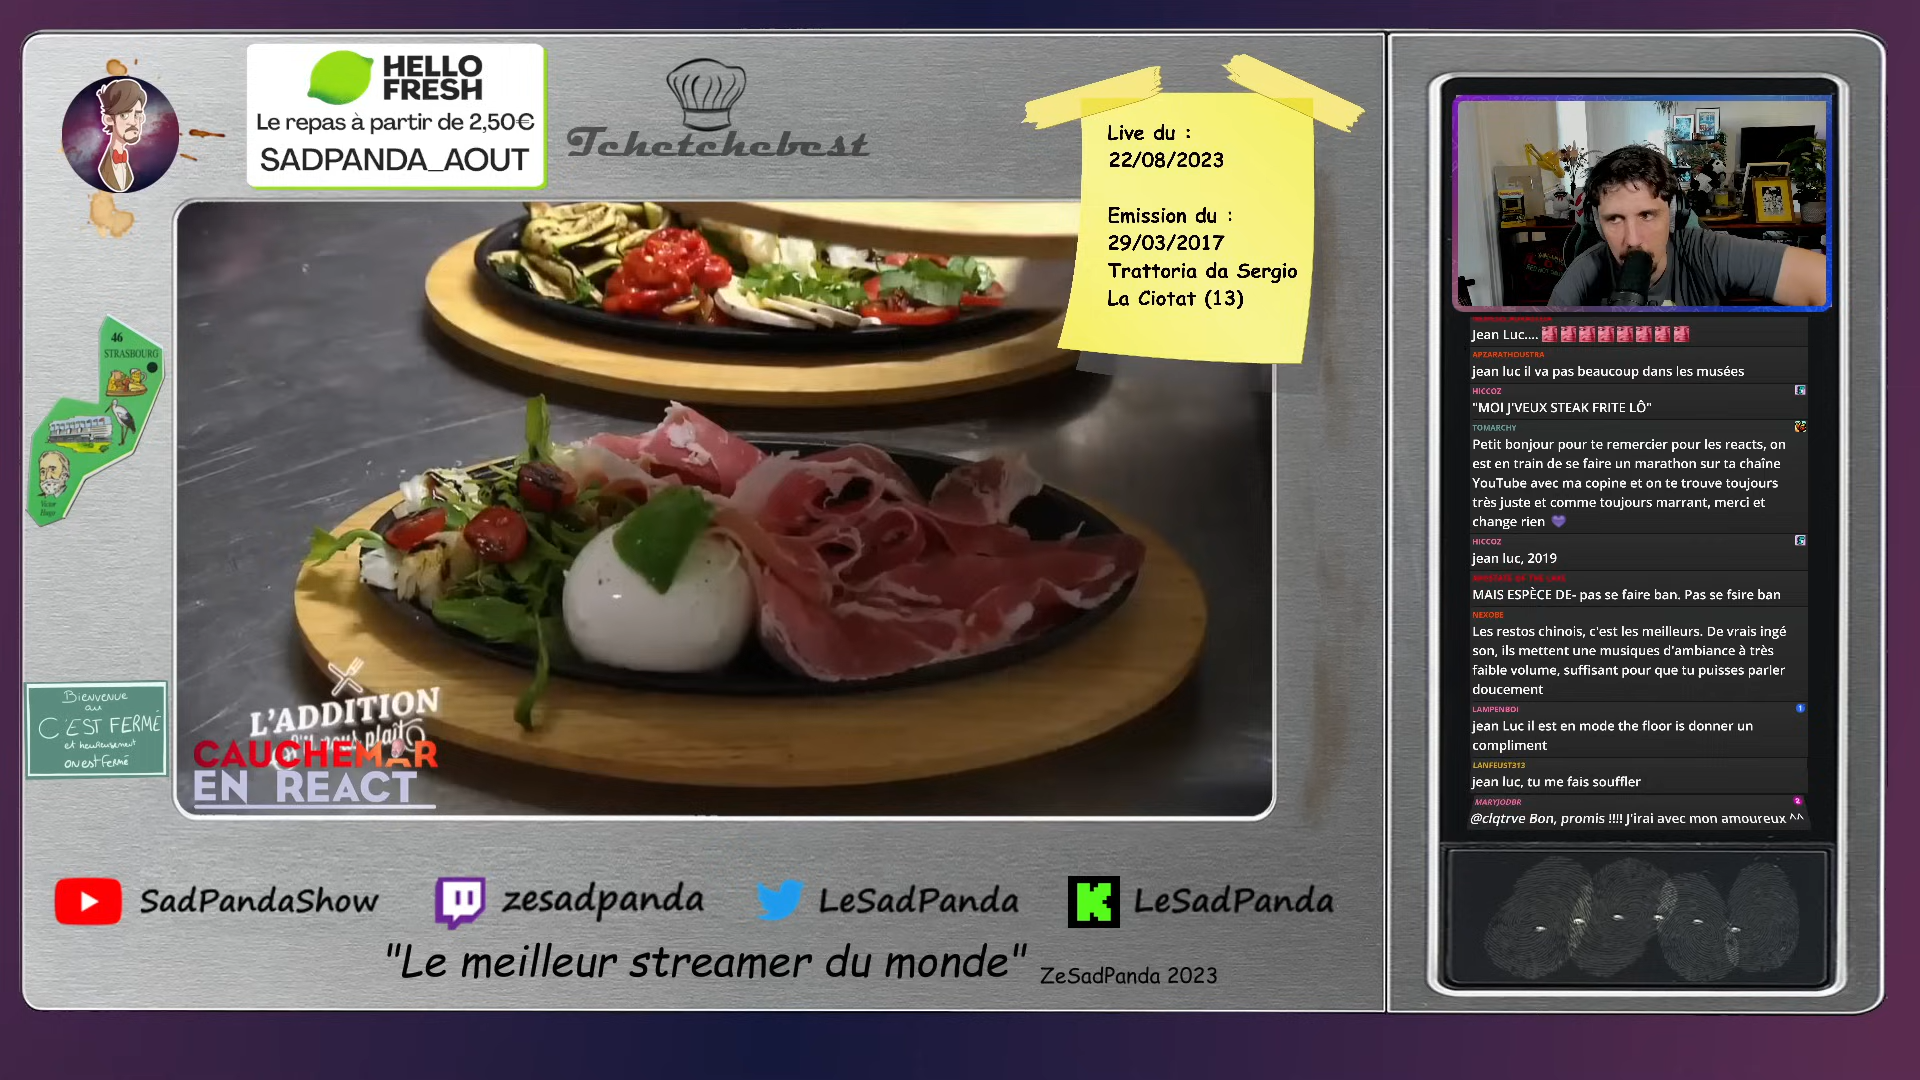 HELLO
FRESH
Le repas à partir de 2,50€
SADPANDA_AOUT
Tchetchebest
Live du :
22/08/2023
Emission du :
29/03/2017
Trattoria da Sergio
La Ciotat (13)
46
STRASBOURG
Victor
Hugo
Bienvenue
au
C'EST FERMÉ
et heureusement
on est fermé
L'ADDITION
s'il vous plaît
CAUCHEMAR
EN REACT
SadPandaShow
zesadpanda
LeSadPanda
LeSadPanda
"Le meilleur streamer du monde"
ZeSadPanda 2023
Jean Luc....
APZARATHOUSTRA
jean luc il va pas beaucoup dans les musées
HICCOZ
"MOI J'VEUX STEAK FRITE LÔ"
TOMARCHY
Petit bonjour pour te remercier pour les reacts, on
est en train de se faire un marathon sur ta chaîne
YouTube avec ma copine et on te trouve toujours
très juste et comme toujours marrant, merci et
change rien 💜
HICCOZ
jean luc, 2019
MAIS ESPÈCE DE- pas se faire ban. Pas se fsire ban
NEXOBE
Les restos chinois, c'est les meilleurs. De vrais ingé
son, ils mettent une musiques d'ambiance à très
faible volume, suffisant pour que tu puisses parler
doucement
LAMPENBOI
1
jean Luc il est en mode the floor is donner un
compliment
LANFEUST313
jean luc, tu me fais souffler
MARYJODBR
2
@clqtrve Bon, promis !!!! J'irai avec mon amoureux ^^